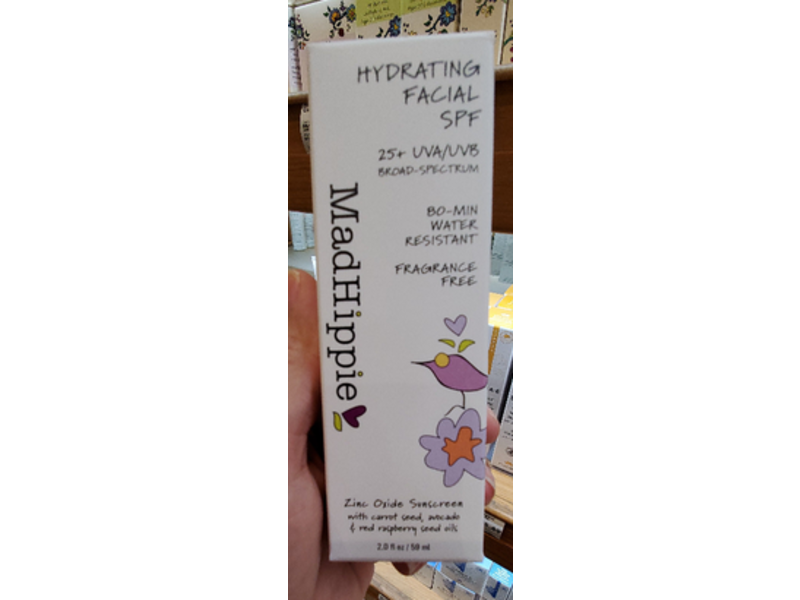 HYDRATING
FACIAL
SPF
25+ UVA/UVB
BROAD-SPECTRUM
80-MIN
WATER
RESISTANT
FRAGRANCE
FREE
MadHippie
Zinc Oxide Sunscreen
with carrot seed, avocado
& red raspberry seed oils
2.0 fl oz / 59 ml